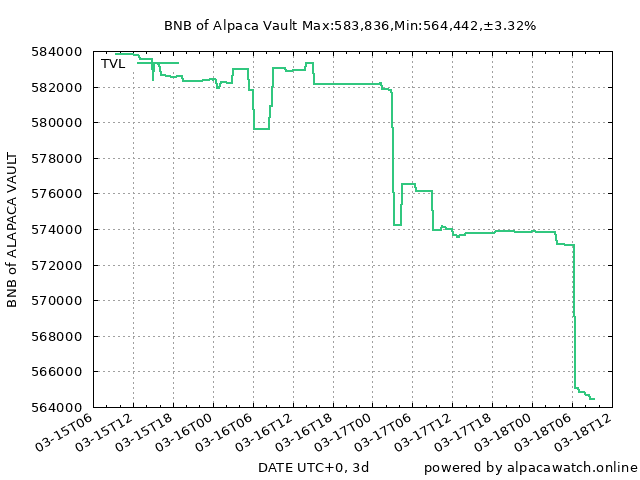 BNB of Alpaca Vault Max:583,836,Min:564,442,±3.32%
584000
TVL
582000
580000
578000
576000
574000
572000
570000
568000
566000
564000
BNB of ALAPACA VAULT
03-15T06
03-15T12
03-15T18
03-16T00
03-16T06
03-16T12
03-16T18
03-17T00
03-17T06
03-17T12
03-17T18
03-18T00
03-18T06
03-18T12
DATE UTC+0, 3d
powered by alpacawatch.online